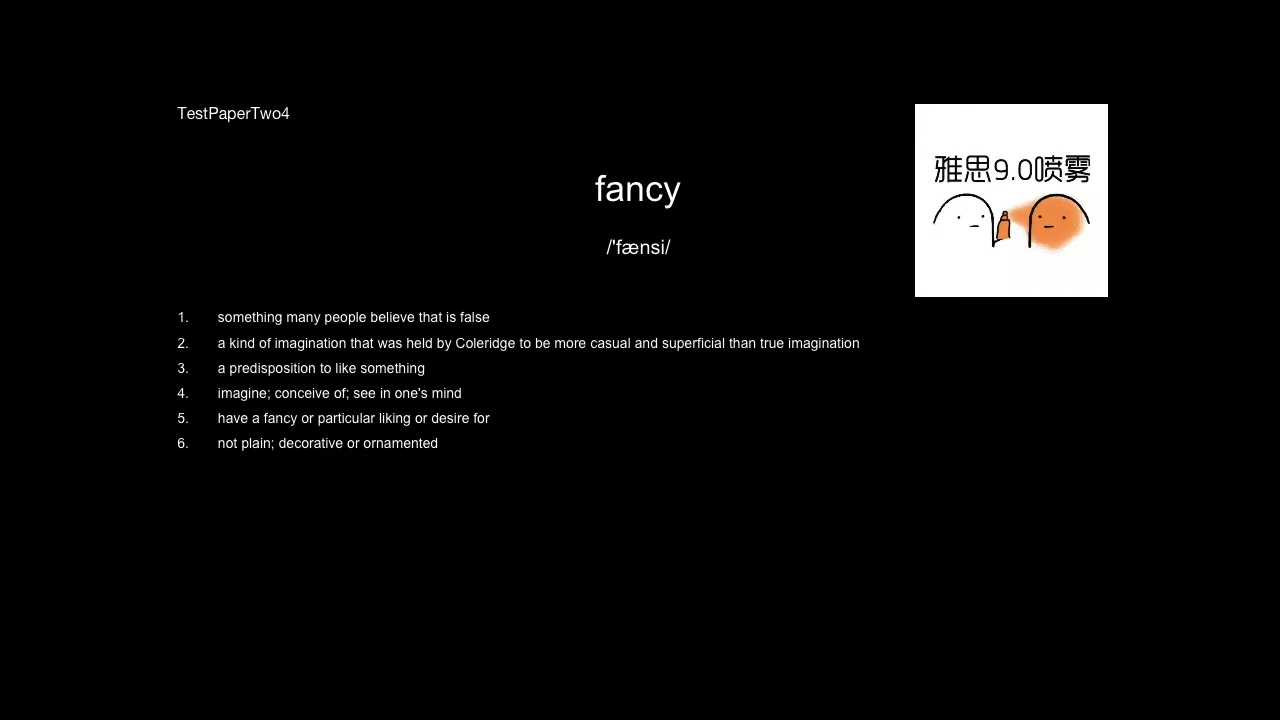 TestPaperTwo4
雅思9.0喷雾
fancy
/'fænsi/
1. something many people believe that is false
2. a kind of imagination that was held by Coleridge to be more casual and superficial than true imagination
3. a predisposition to like something
4. imagine; conceive of; see in one's mind
5. have a fancy or particular liking or desire for
6. not plain; decorative or ornamented